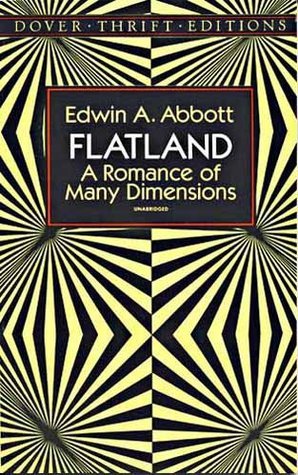 DOVER · THRIFT · EDITIONS
Edwin A. Abbott
FLATLAND
A Romance of
Many Dimensions
UNABRIDGED